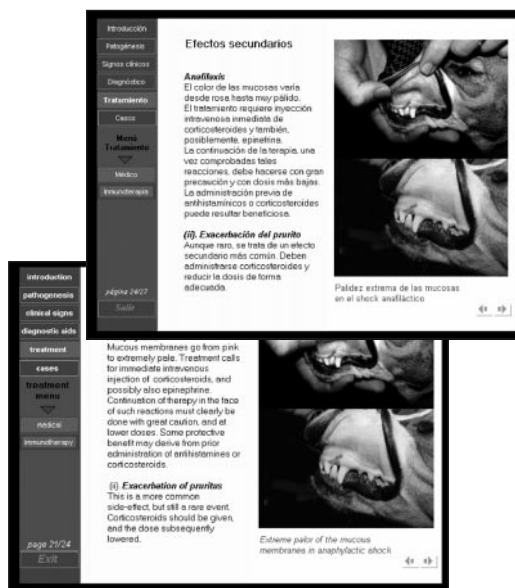 Introducción
Patogénesis
Signos clínicos
Diagnóstico
Tratamiento
Casos
Menú
Tratamiento
Médico
Inmunoterapia
página 24/27
Salir
Efectos secundarios
Anafilaxis
El color de las mucosas varía
desde rosa hasta muy pálido.
El tratamiento requiere inyección
intravenosa inmediata de
corticosteroides y también,
posiblemente, epinefrina.
La continuación de la terapia, una
vez comprobadas tales
reacciones, debe hacerse con gran
precaución y con dosis más bajas.
La administración previa de
antihistamínicos o corticosteroides
puede resultar beneficiosa.
(ii). Exacerbación del prurito
Aunque raro, se trata de un efecto
secundario más común. Deben
administrarse corticosteroides y
reducir la dosis de forma
adecuada.
Palidez extrema de las mucosas
en el shock anafiláctico
introduction
pathogenesis
clinical signs
diagnostic aids
treatment
cases
treatment
menu
medical
immunotherapy
page 21/24
Exit
Mucous membranes go from pink
to extremely pale. Treatment calls
for immediate intravenous
injection of corticosteroids, and
possibly also epinephrine.
Continuation of therapy in the face
of such reactions must clearly be
done with great caution, and at
lower doses. Some protective
benefit may derive from prior
administration of antihistamines or
corticosteroids.
(ii). Exacerbation of pruritus
This is a more common
side-effect, but still a rare event.
Corticosteroids should be given,
and the dose subsequently
lowered.
Extreme palor of the mucous
membranes in anaphylactic shock